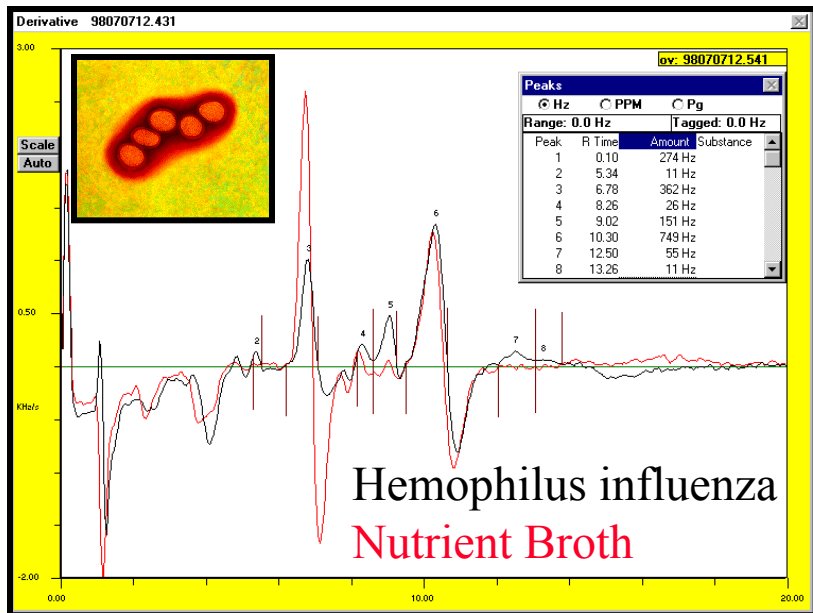 Derivative 98070712.431
3.00
ov: 98070712.541
Peaks
Hz PPM Pg
Range: 0.0 Hz Tagged: 0.0 Hz
Peak R Time Amount Substance
1 0.10 274 Hz
2 5.34 11 Hz
3 6.78 362 Hz
4 8.26 26 Hz
5 9.02 151 Hz
6 10.30 749 Hz
7 12.50 55 Hz
8 13.26 11 Hz
Scale
Auto
6
3
5
0.50
2
4
7
8
KHz/s
Hemophilus influenza
Nutrient Broth
-2.00
0.00 10.00 20.00